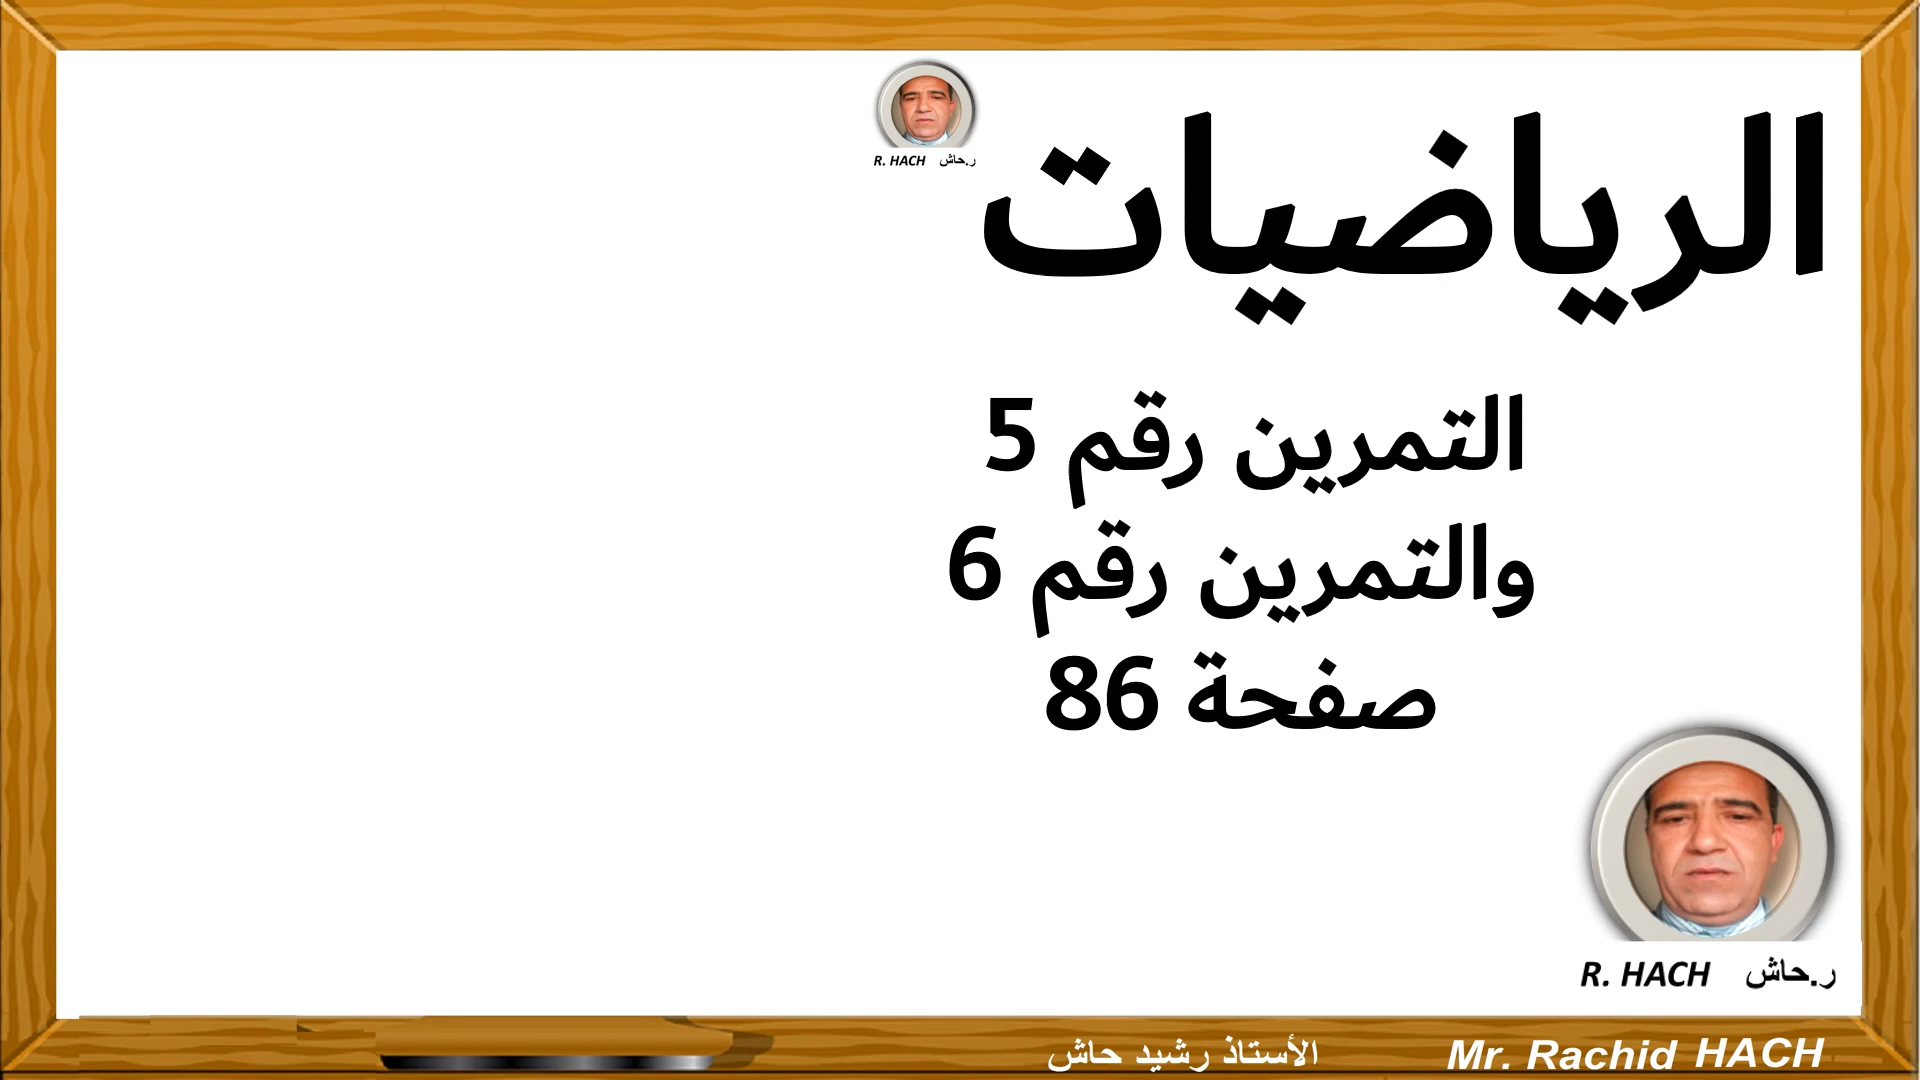 R. HACH ر.حاش
الرياضيات
التمرين رقم 5
والتمرين رقم 6
صفحة 86
R. HACH ر.حاش
الأستاذ رشيد حاش Mr. Rachid HACH